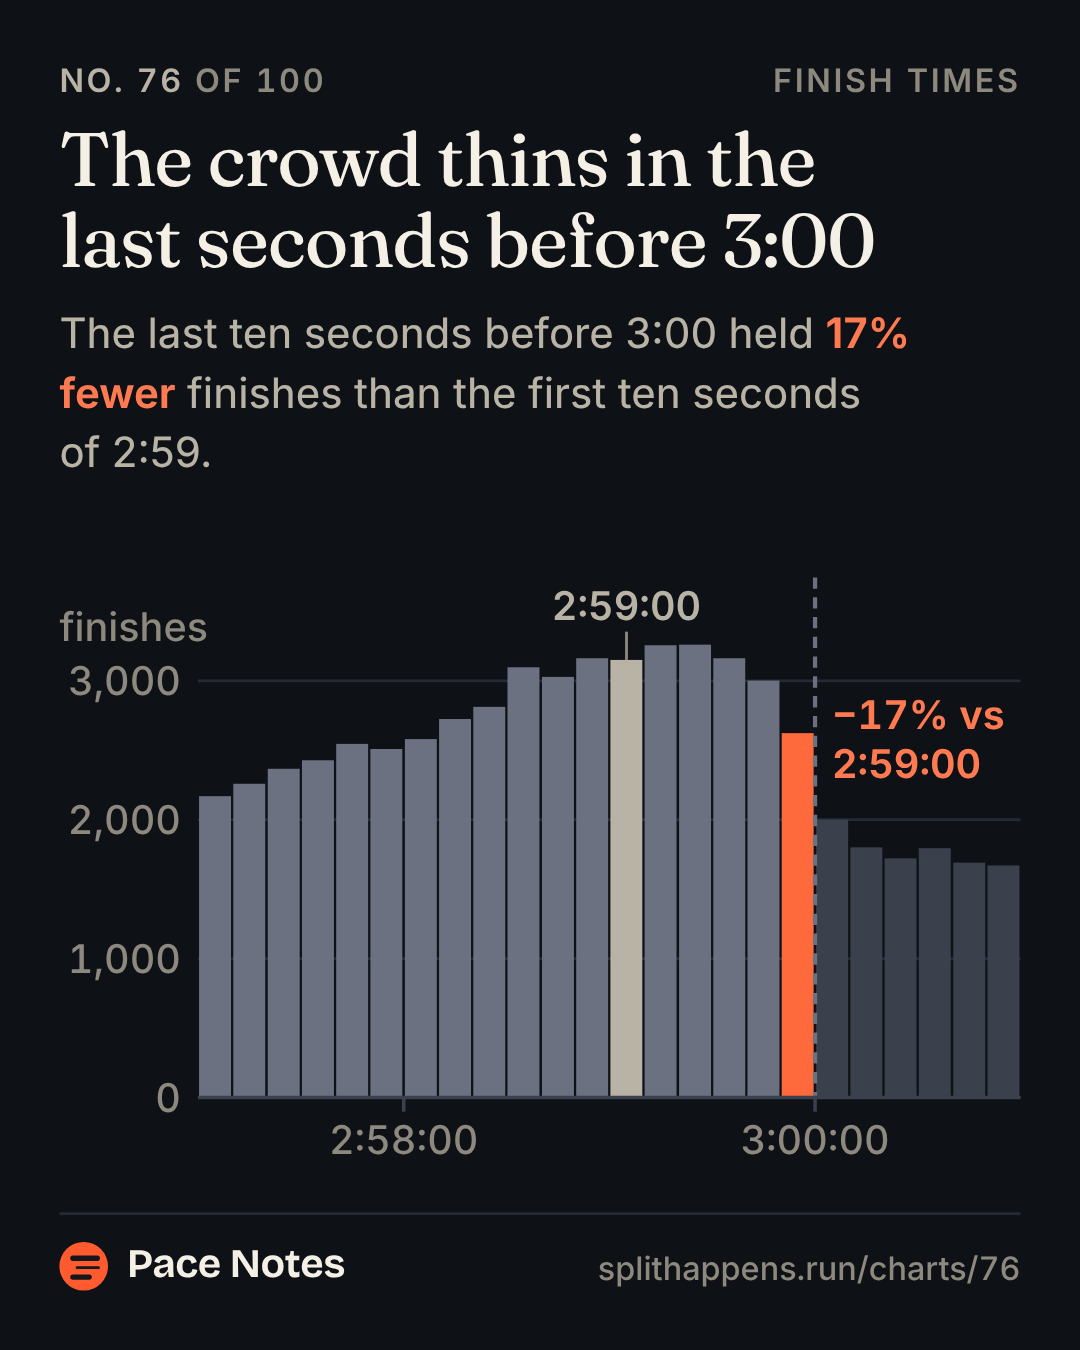 NO. 76 OF 100
FINISH TIMES
The crowd thins in the
last seconds before 3:00
The last ten seconds before 3:00 held 17%
fewer finishes than the first ten seconds
of 2:59.
2:59:00
finishes
3,000
−17% vs
2:59:00
2,000
1,000
0
2:58:00
3:00:00
Pace Notes
splithappens.run/charts/76